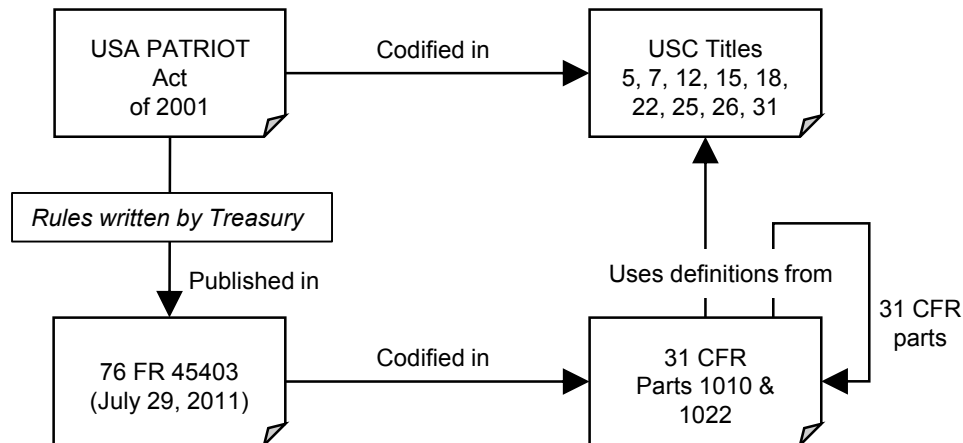 USA PATRIOT
Act
of 2001
Codified in
USC Titles
5, 7, 12, 15, 18,
22, 25, 26, 31
Rules written by Treasury
Published in
Uses definitions from
31 CFR
parts
76 FR 45403
(July 29, 2011)
Codified in
31 CFR
Parts 1010 &
1022